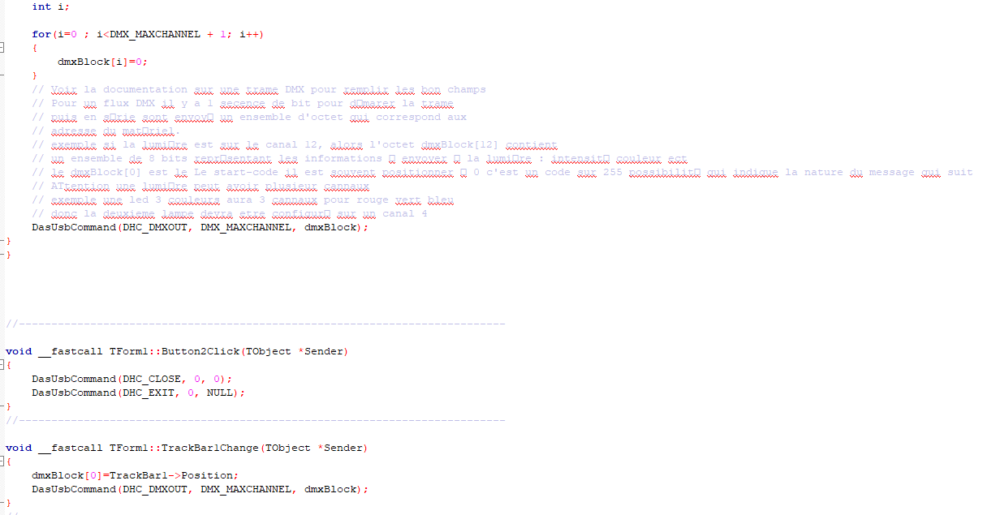 int i;
for(i=0 ; i<DMX_MAXCHANNEL + 1; i++)
{
dmxBlock[i]=0;
}
// Voir la documentation sur une trame DMX pour remplir les bon champs
// Pour un flux DMX il y a 1 secence de bit pour d□marer la trame
// puis en s□rie sont envoy□ un ensemble d'octet qui correspond aux
// adresse du mat□riel.
// exemple si la lumi□re est sur le canal 12, alors l'octet dmxBlock[12] contient
// un ensemble de 8 bits repr□sentant les informations □ envoyer □ la lumi□re : intensit□ couleur ect
// le dmxBlock[0] est le Le start-code il est souvent positionner □ 0 c'est un code sur 255 possibilit□ qui indique la nature du message qui suit
// ATtention une lumi□re peut avoir plusieur cannaux
// exemple une led 3 couleurs aura 3 cannaux pour rouge vert bleu
// donc la deuxieme lampe devra etre configur□ sur un canal 4
DasUsbCommand(DHC_DMXOUT, DMX_MAXCHANNEL, dmxBlock);
}
}
//---------------------------------------------------------------------------
void __fastcall TForm1::Button2Click(TObject *Sender)
{
DasUsbCommand(DHC_CLOSE, 0, 0);
DasUsbCommand(DHC_EXIT, 0, NULL);
}
//---------------------------------------------------------------------------
void __fastcall TForm1::TrackBar1Change(TObject *Sender)
{
dmxBlock[0]=TrackBar1->Position;
DasUsbCommand(DHC_DMXOUT, DMX_MAXCHANNEL, dmxBlock);
}